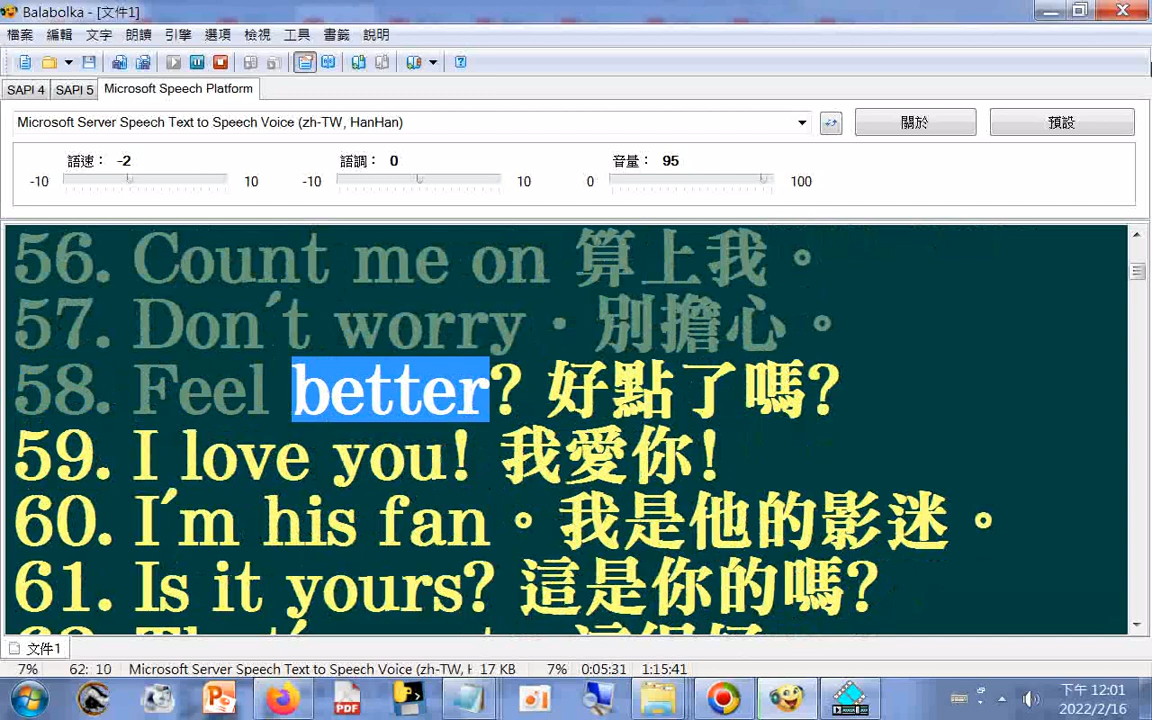 Balabolka - [文件1]
檔案 編輯 文字 朗讀 引擎 選項 檢視 工具 書籤 說明
SAPI 4 SAPI 5 Microsoft Speech Platform
Microsoft Server Speech Text to Speech Voice (zh-TW, HanHan) 關於 預設
語速： -2 語調： 0 音量： 95
-10 10 -10 10 0 100
56. Count me on 算上我。
57. Don't worry．別擔心。
58. Feel better? 好點了嗎?
59. I love you! 我愛你!
60. I'm his fan。我是他的影迷。
61. Is it yours? 這是你的嗎?
文件1
7% 62: 10 Microsoft Server Speech Text to Speech Voice (zh-TW, 17 KB 7% 0:05:31 1:15:41
PDF
下午 12:01
2022/2/16